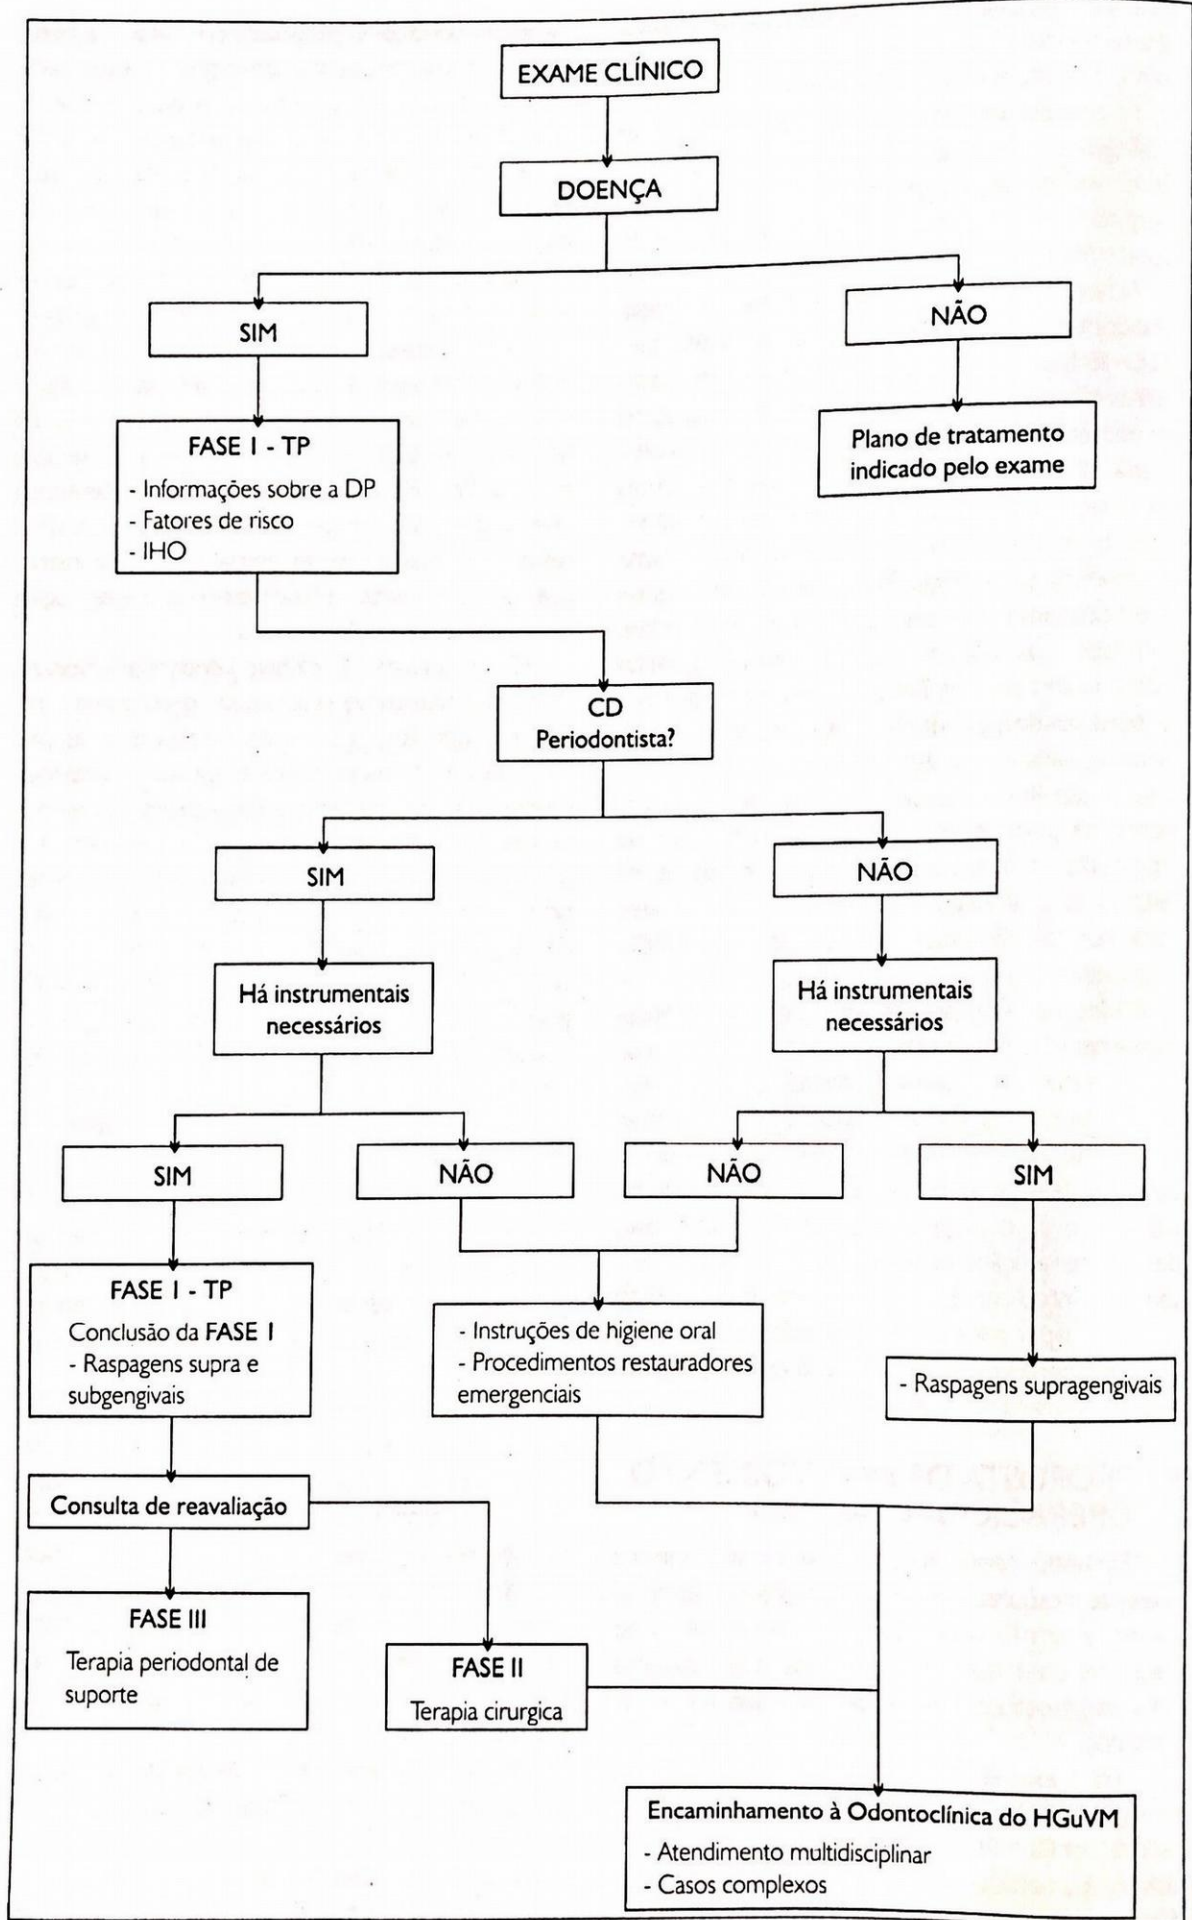 EXAME CLÍNICO
DOENÇA
SIM
NÃO
FASE I - TP
- Informações sobre a DP
- Fatores de risco
- IHO
Plano de tratamento
indicado pelo exame
CD
Periodontista?
SIM
NÃO
Há instrumentais
necessários
Há instrumentais
necessários
SIM
NÃO
NÃO
SIM
FASE I - TP
Conclusão da FASE I
- Raspagens supra e
subgengivais
- Instruções de higiene oral
- Procedimentos restauradores
emergenciais
- Raspagens supragengivais
Consulta de reavaliação
FASE III
Terapia periodontal de
suporte
FASE II
Terapia cirurgica
Encaminhamento à Odontoclínica do HGuVM
- Atendimento multidisciplinar
- Casos complexos